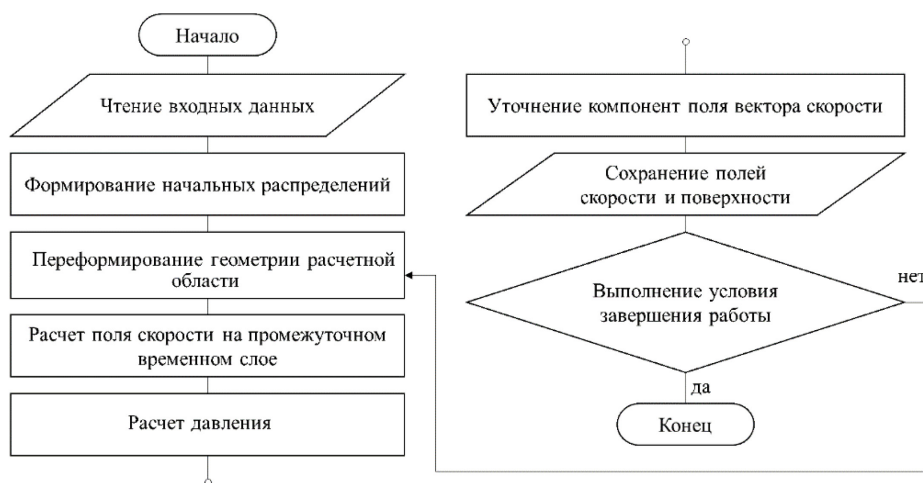 Начало
Чтение входных данных
Формирование начальных распределений
Переформирование геометрии расчетной
области
Расчет поля скорости на промежуточном
временном слое
Расчет давления
Уточнение компонент поля вектора скорости
Сохранение полей
скорости и поверхности
Выполнение условия
завершения работы
нет
да
Конец